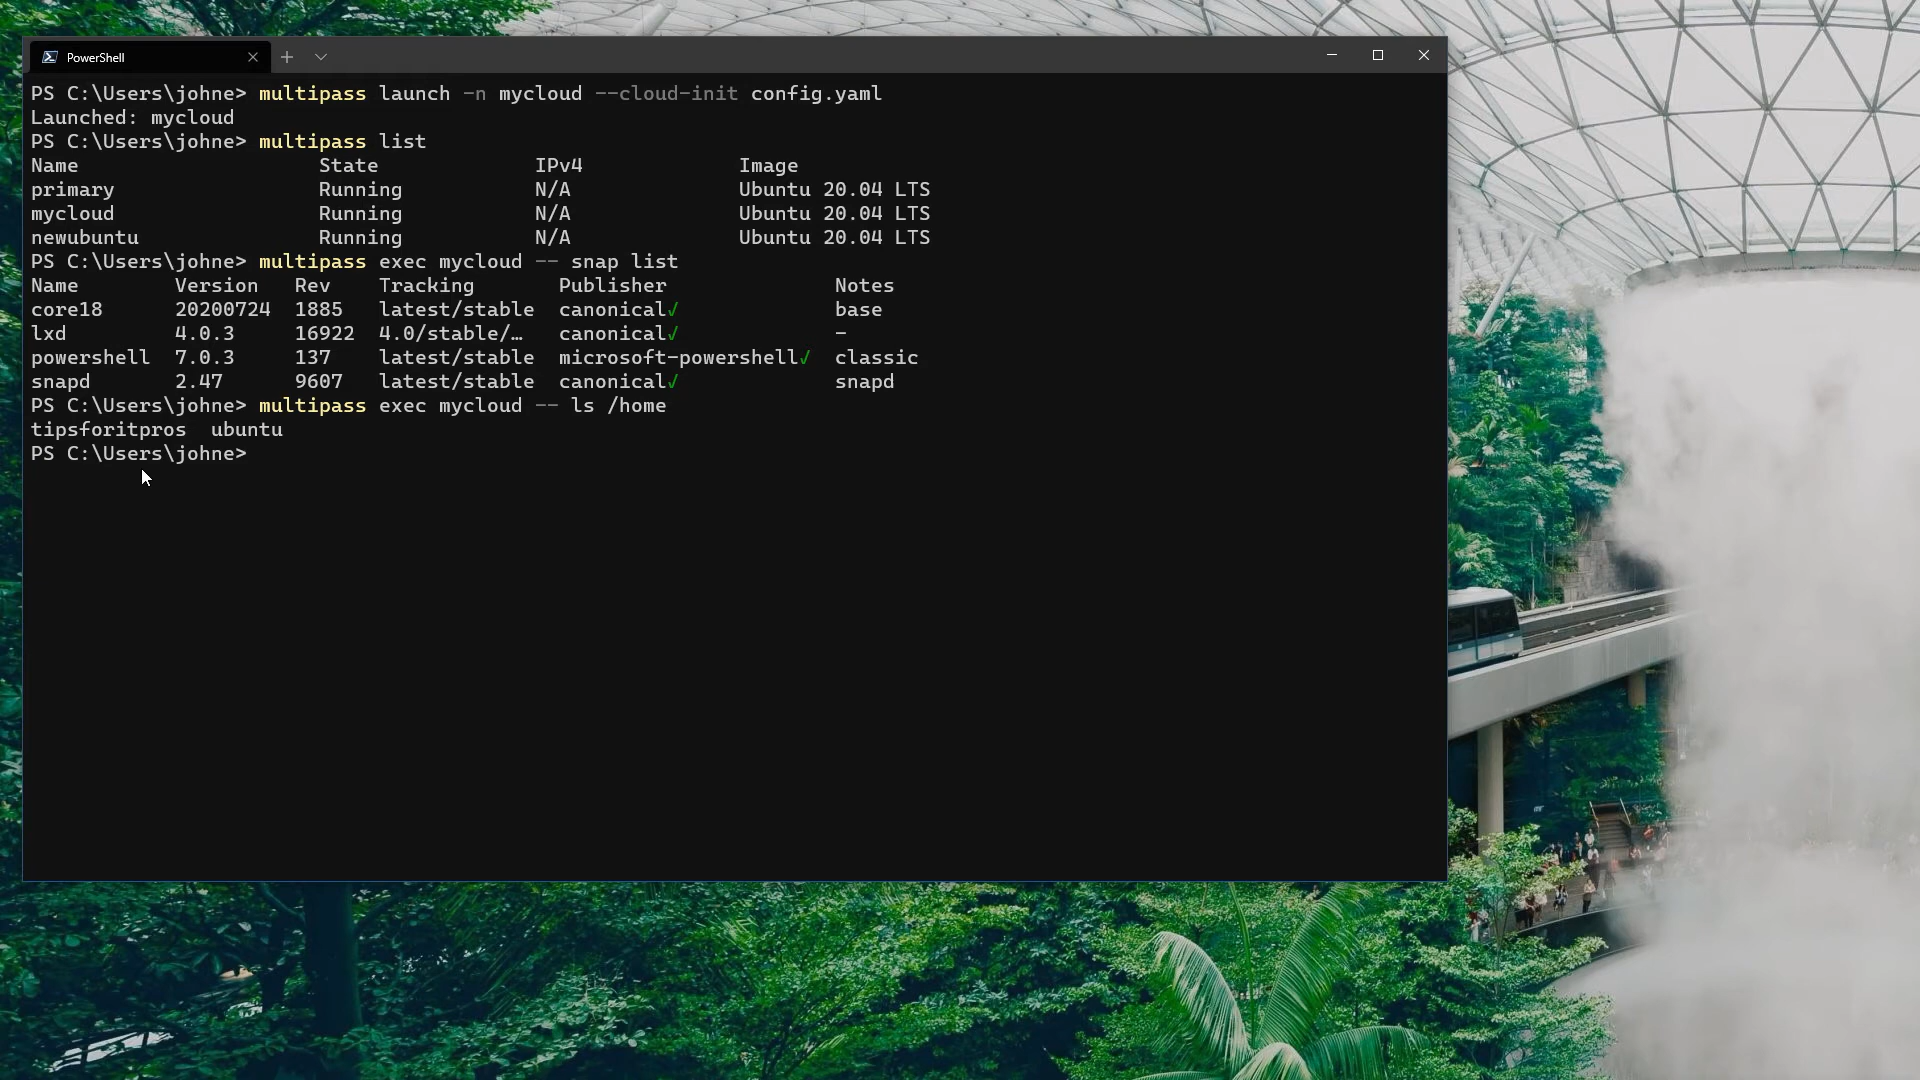 PowerShell
PS C:\Users\johne> multipass launch -n mycloud --cloud-init config.yaml
Launched: mycloud
PS C:\Users\johne> multipass list
Name State IPv4 Image
primary Running N/A Ubuntu 20.04 LTS
mycloud Running N/A Ubuntu 20.04 LTS
newubuntu Running N/A Ubuntu 20.04 LTS
PS C:\Users\johne> multipass exec mycloud -- snap list
Name Version Rev Tracking Publisher Notes
core18 20200724 1885 latest/stable canonical✓ base
lxd 4.0.3 16922 4.0/stable/… canonical✓ -
powershell 7.0.3 137 latest/stable microsoft-powershell✓ classic
snapd 2.47 9607 latest/stable canonical✓ snapd
PS C:\Users\johne> multipass exec mycloud -- ls /home
tipsforitpros ubuntu
PS C:\Users\johne>